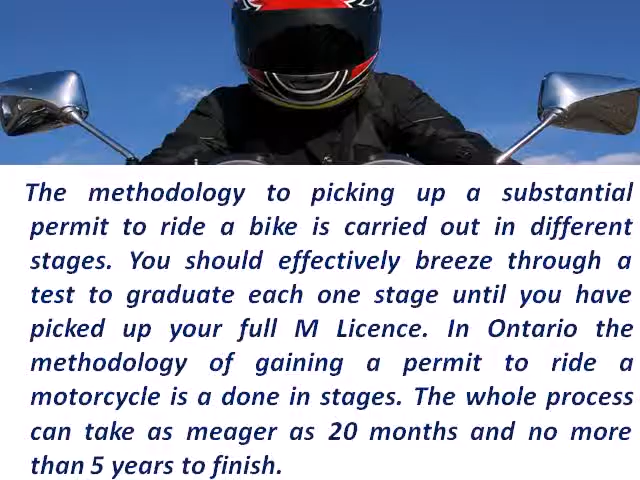 The methodology to picking up a substantial
permit to ride a bike is carried out in different
stages. You should effectively breeze through a
test to graduate each one stage until you have
picked up your full M Licence. In Ontario the
methodology of gaining a permit to ride a
motorcycle is a done in stages. The whole process
can take as meager as 20 months and no more
than 5 years to finish.